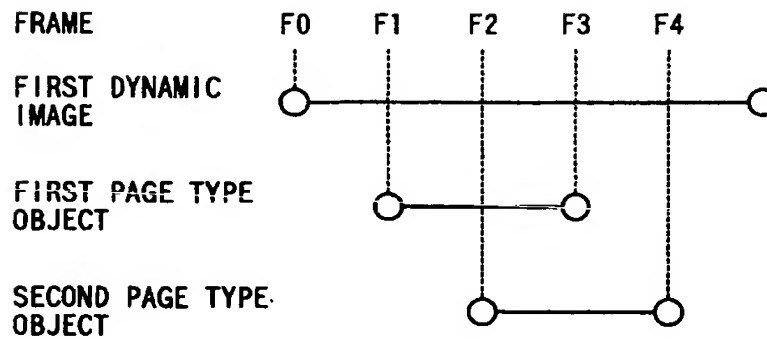 FRAME F0 F1 F2 F3 F4
FIRST DYNAMIC
IMAGE
FIRST PAGE TYPE
OBJECT
SECOND PAGE TYPE
OBJECT